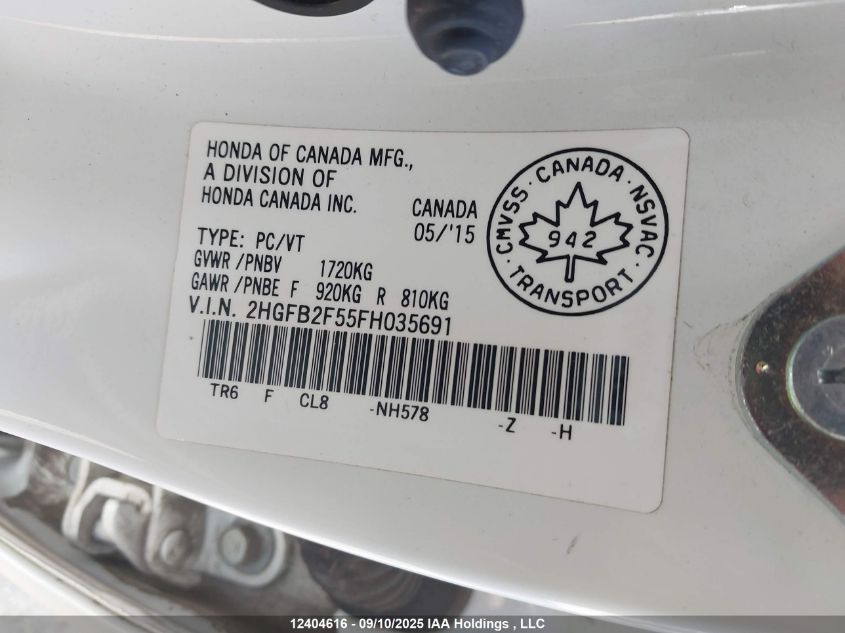 HONDA OF CANADA MFG.,
A DIVISION OF
HONDA CANADA INC.
CANADA
05/'15
TYPE: PC/VT
GVWR /PNBV 1720KG
GAWR /PNBE F 920KG R 810KG
V.I.N. 2HGFB2F55FH035691
CMVSS · CANADA · NSVAC
942
· TRANSPORT ·
TR6 F CL8 -NH578 -Z -H
12404616 - 09/10/2025 IAA Holdings , LLC